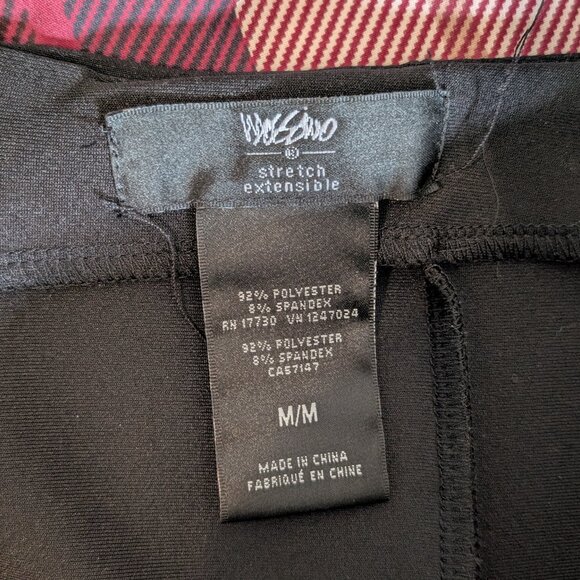 mossimo
stretch
extensible
92% POLYESTER
8% SPANDEX
RN 17730 VN 1247024
92% POLYESTER
8% SPANDEX
CA57147
M/M
MADE IN CHINA
FABRIQUÉ EN CHINE